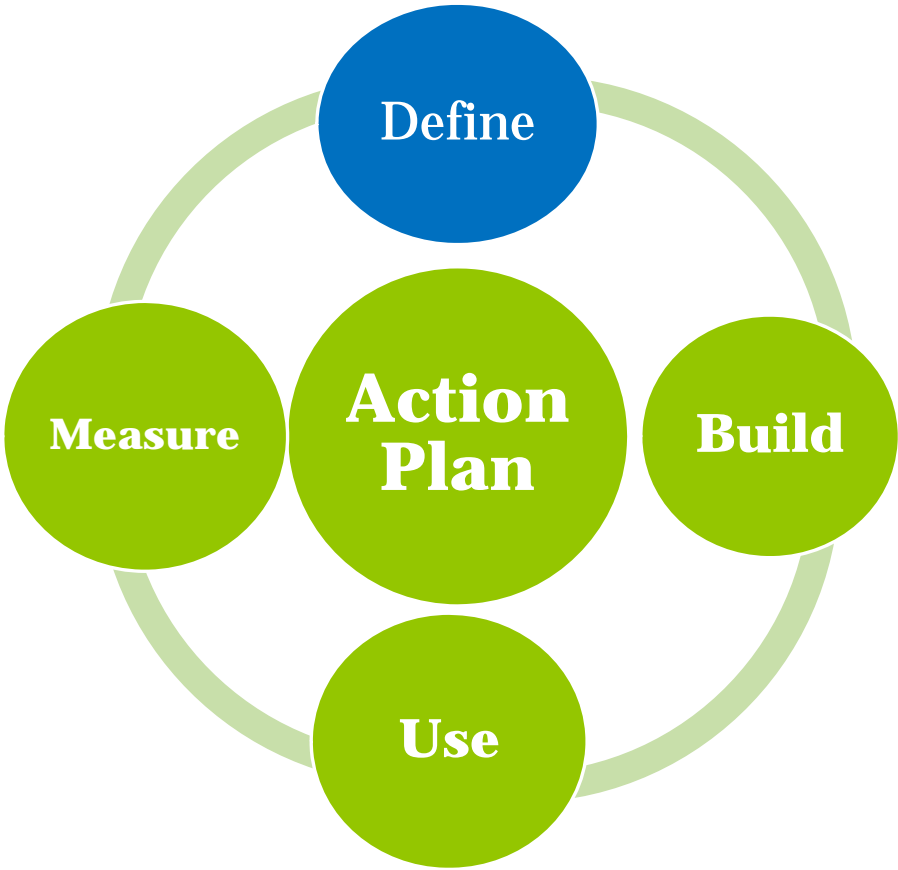 Define
Measure
Action
Plan
Build
Use